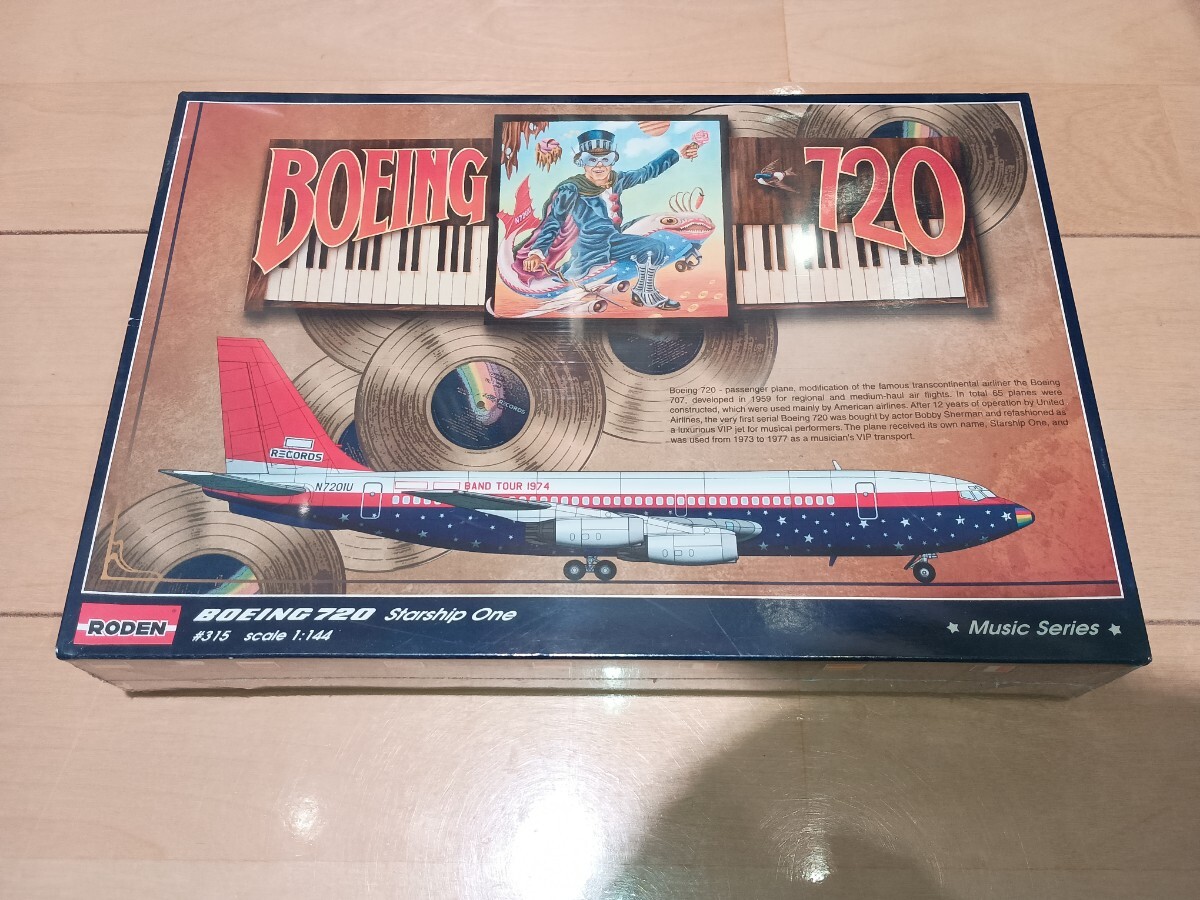 BOEING 720
N7201U
Boeing 720 - passenger plane, modification of the famous transcontinental airliner the Boeing
707, developed in 1959 for regional and medium-haul air flights. In total 65 planes were
constructed, which were used mainly by American airlines. After 12 years of operation by United
Airlines, the very first serial Boeing 720 was bought by actor Bobby Sherman and refashioned as
a luxurious VIP jet for musical performers. The plane received its own name, Starship One, and
was used from 1973 to 1977 as a musician's VIP transport.
RECORDS
RECORDS
N7201U
BAND TOUR 1974
RODEN
BOEING 720 Starship One
#315 scale 1:144
Music Series